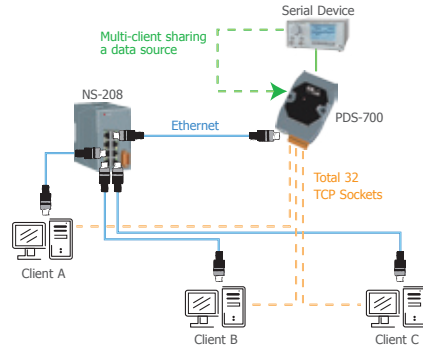 Serial Device
Multi-client sharing
a data source
NS-208
PDS-700
Ethernet
Total 32
TCP Sockets
Client A
Client B
Client C